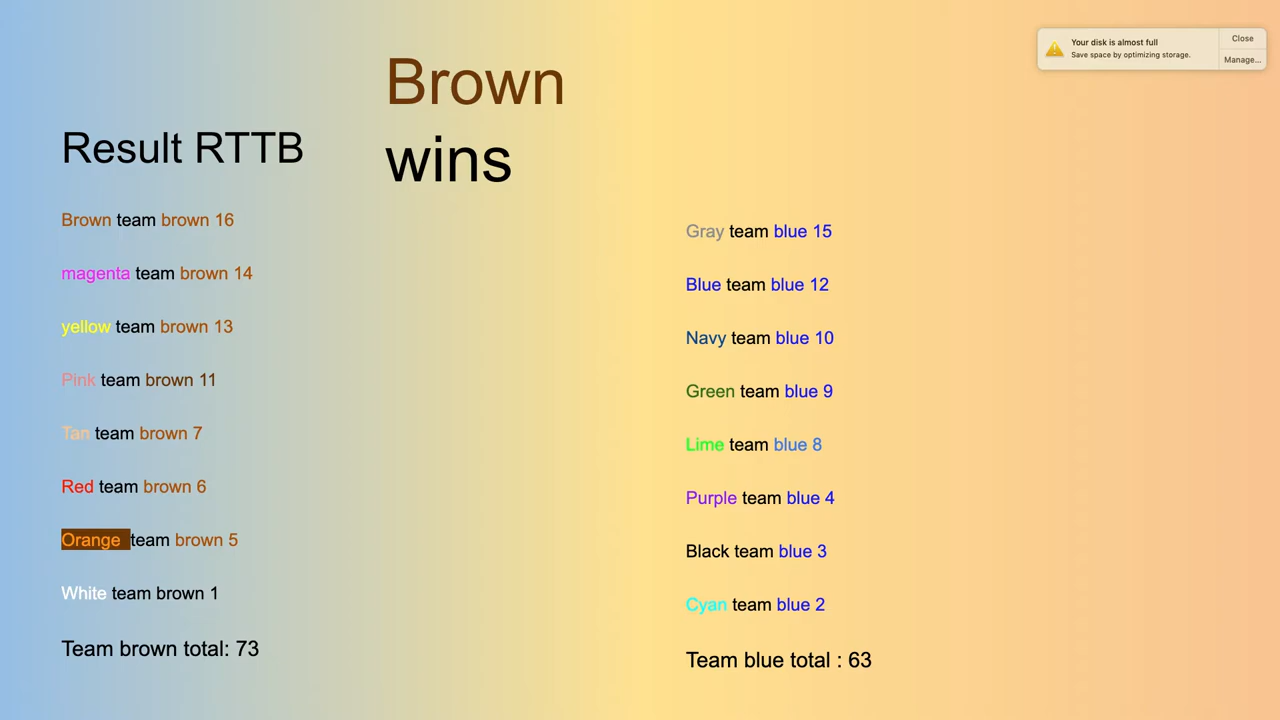 Brown
wins
Result RTTB
Brown team brown 16
magenta team brown 14
yellow team brown 13
Pink team brown 11
Tan team brown 7
Red team brown 6
Orange team brown 5
White team brown 1
Team brown total: 73
Gray team blue 15
Blue team blue 12
Navy team blue 10
Green team blue 9
Lime team blue 8
Purple team blue 4
Black team blue 3
Cyan team blue 2
Team blue total : 63
Your disk is almost full
Save space by optimizing storage.
Close
Manage...